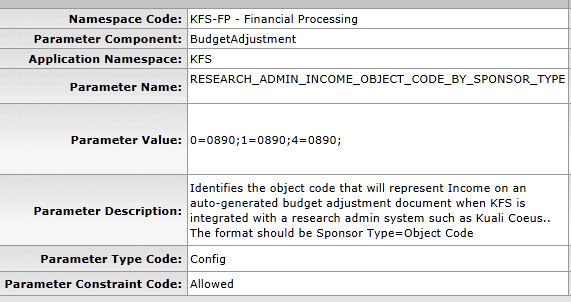 Namespace Code: KFS-FP - Financial Processing
Parameter Component: BudgetAdjustment
Application Namespace: KFS
Parameter Name: RESEARCH_ADMIN_INCOME_OBJECT_CODE_BY_SPONSOR_TYPE
Parameter Value: 0=0890;1=0890;4=0890;
Parameter Description: Identifies the object code that will represent Income on an
auto-generated budget adjustment document when KFS is
integrated with a research admin system such as Kuali Coeus..
The format should be Sponsor Type=Object Code
Parameter Type Code: Config
Parameter Constraint Code: Allowed